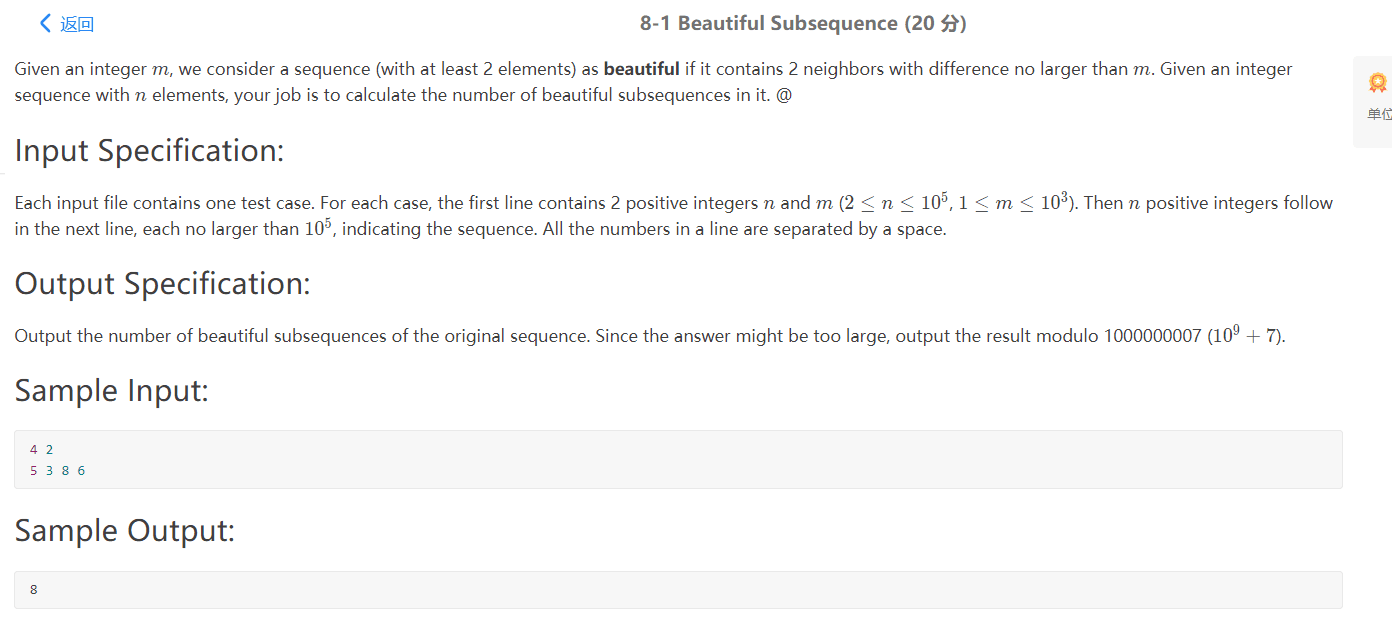 返回
8-1 Beautiful Subsequence (20 分)
Given an integer m, we consider a sequence (with at least 2 elements) as beautiful if it contains 2 neighbors with difference no larger than m. Given an integer
sequence with n elements, your job is to calculate the number of beautiful subsequences in it. @
单位
Input Specification:
Each input file contains one test case. For each case, the first line contains 2 positive integers n and m (2 ≤ n ≤ 10^5, 1 ≤ m ≤ 10^3). Then n positive integers follow
in the next line, each no larger than 10^5, indicating the sequence. All the numbers in a line are separated by a space.
Output Specification:
Output the number of beautiful subsequences of the original sequence. Since the answer might be too large, output the result modulo 1000000007 (10^9 + 7).
Sample Input:
4 2
5 3 8 6
Sample Output:
8